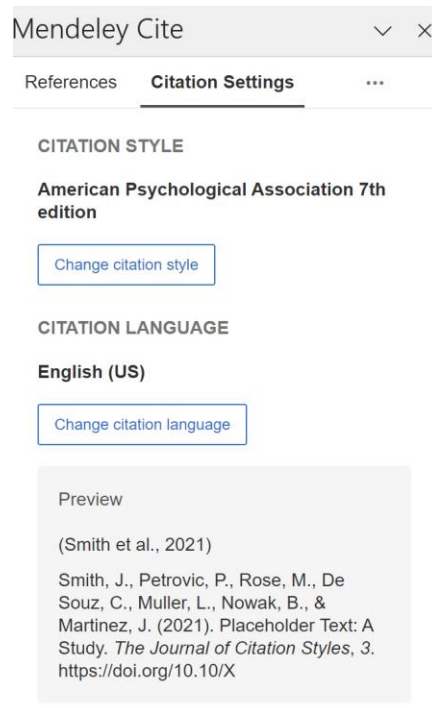 Mendeley Cite
References Citation Settings ...
CITATION STYLE
American Psychological Association 7th
edition
Change citation style
CITATION LANGUAGE
English (US)
Change citation language
Preview
(Smith et al., 2021)
Smith, J., Petrovic, P., Rose, M., De
Souz, C., Muller, L., Nowak, B., &
Martinez, J. (2021). Placeholder Text: A
Study. The Journal of Citation Styles, 3.
https://doi.org/10.10/X